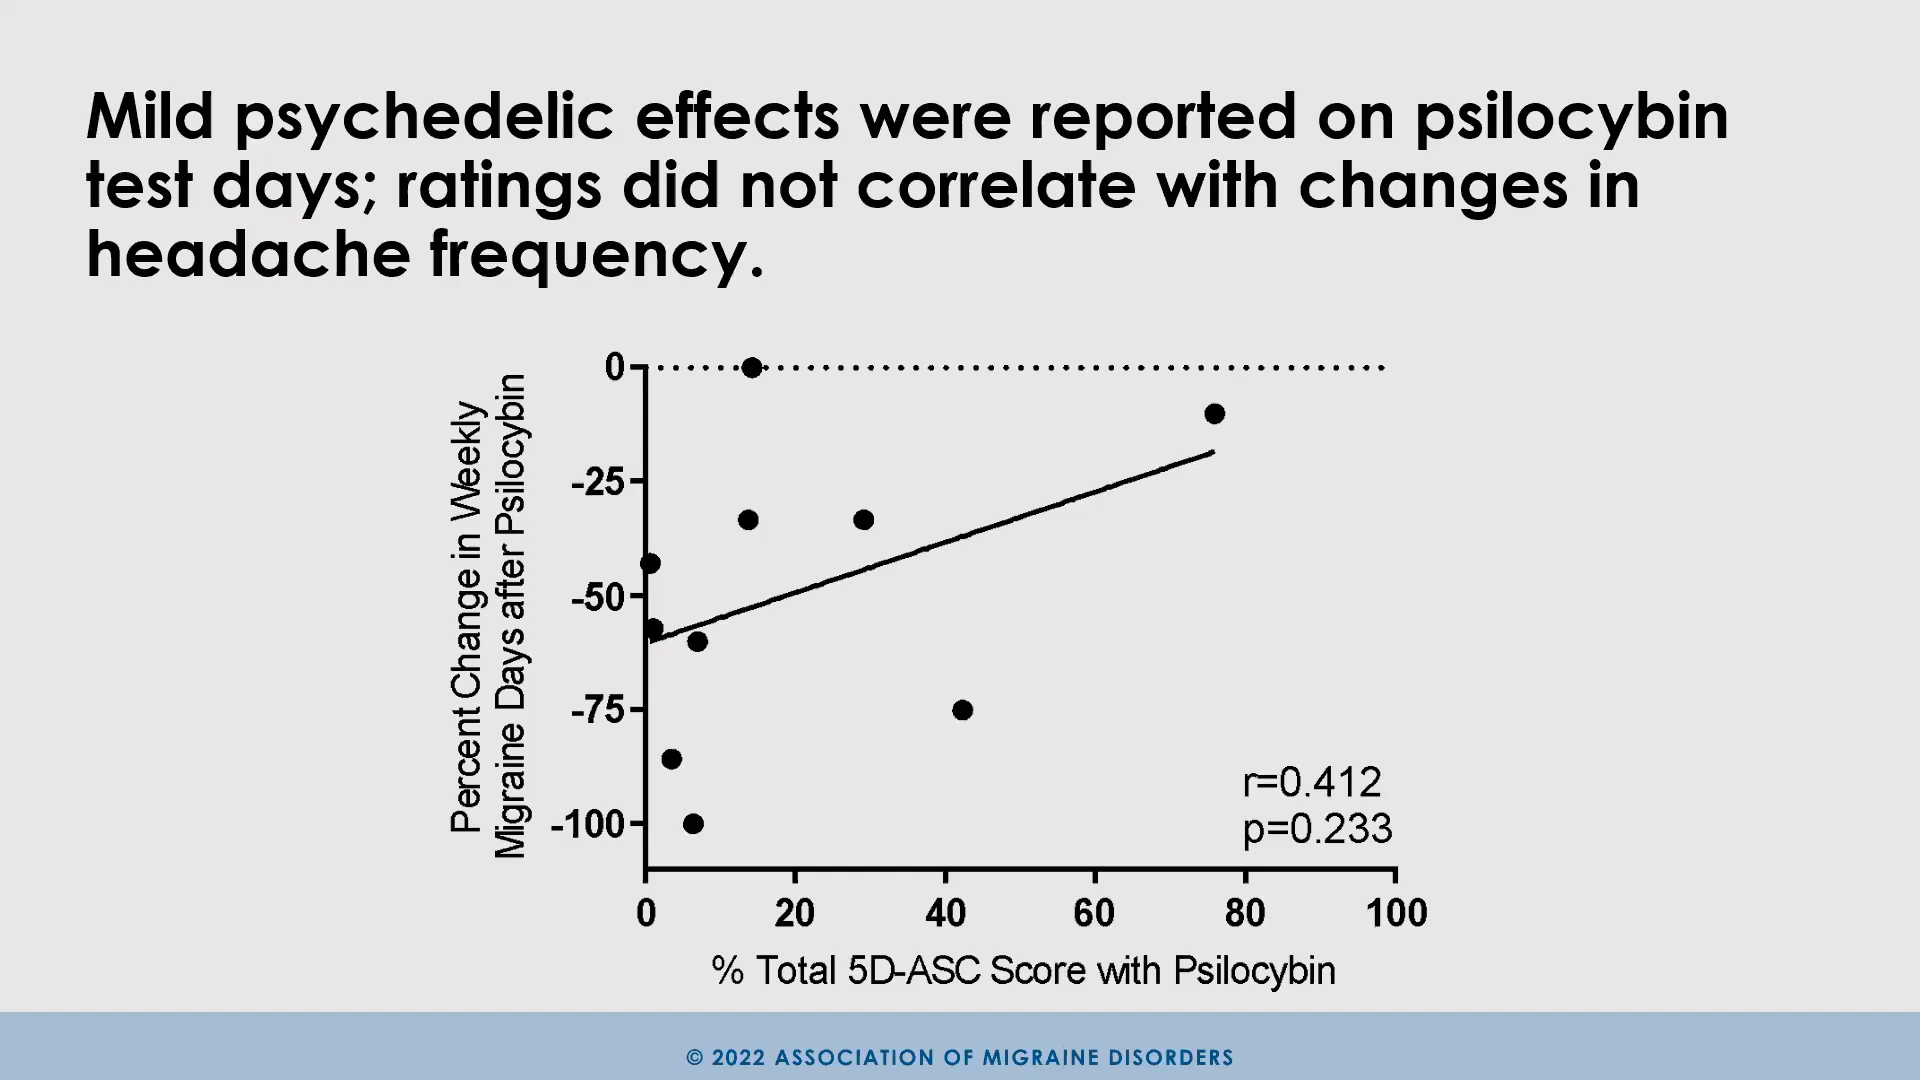 Mild psychedelic effects were reported on psilocybin
test days; ratings did not correlate with changes in
headache frequency.
Percent Change in Weekly
Migraine Days after Psilocybin
0
-25
-50
-75
-100
r=0.412
p=0.233
0 20 40 60 80 100
% Total 5D-ASC Score with Psilocybin
© 2022 ASSOCIATION OF MIGRAINE DISORDERS